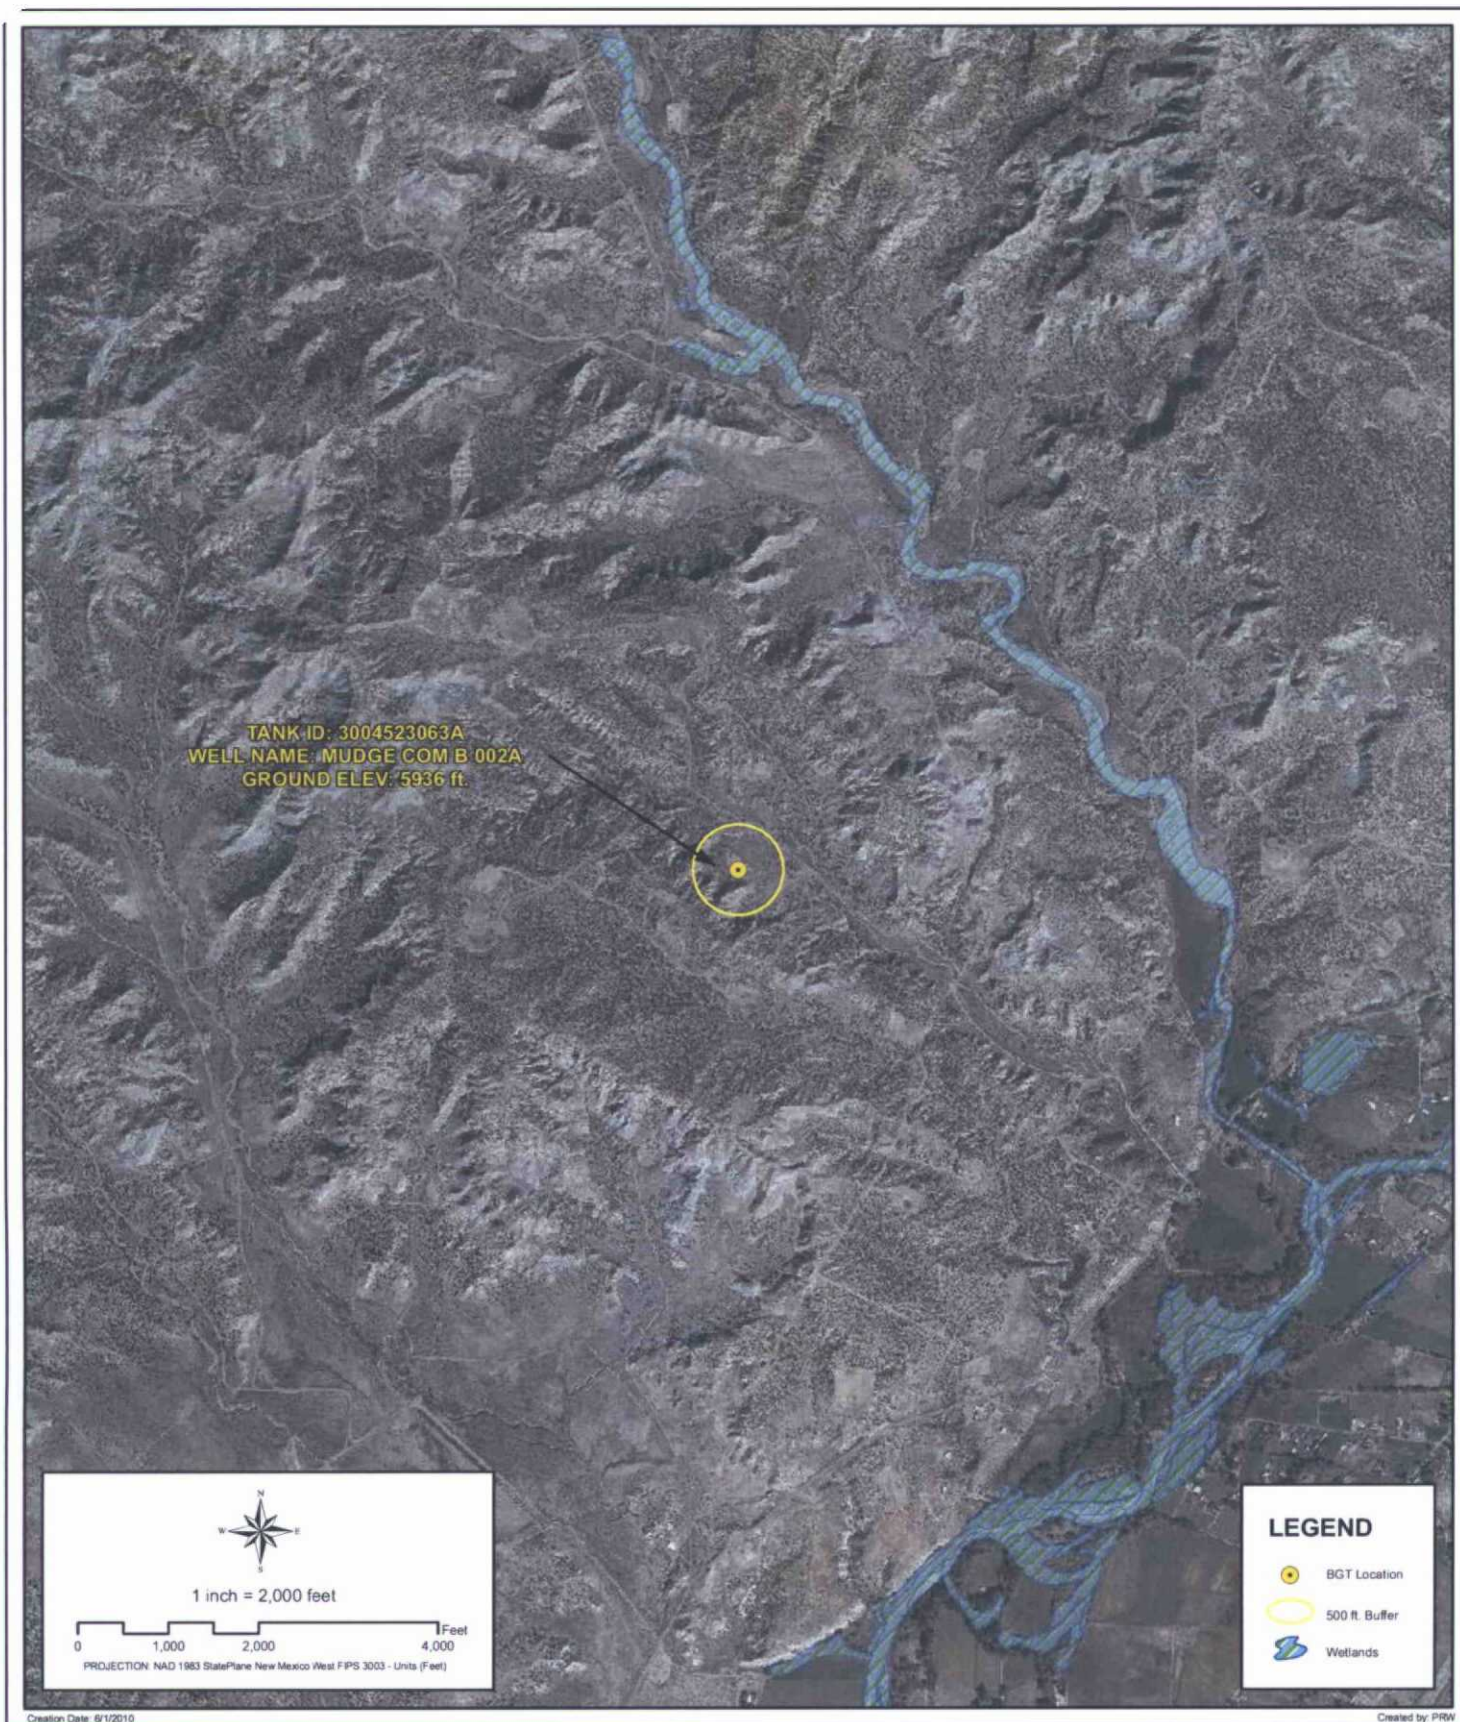 TANK ID: 3004523063A
WELL NAME: MUDGE COM B 002A
GROUND ELEV: 5936 ft.
N
W E
S
1 inch = 2,000 feet
Feet
0 1,000 2,000 4,000
PROJECTION: NAD 1983 StatePlane New Mexico West FIPS 3003 - Units (Feet)
LEGEND
BGT Location
500 ft. Buffer
Wetlands
Creation Date: 6/1/2010
Created by: PRW